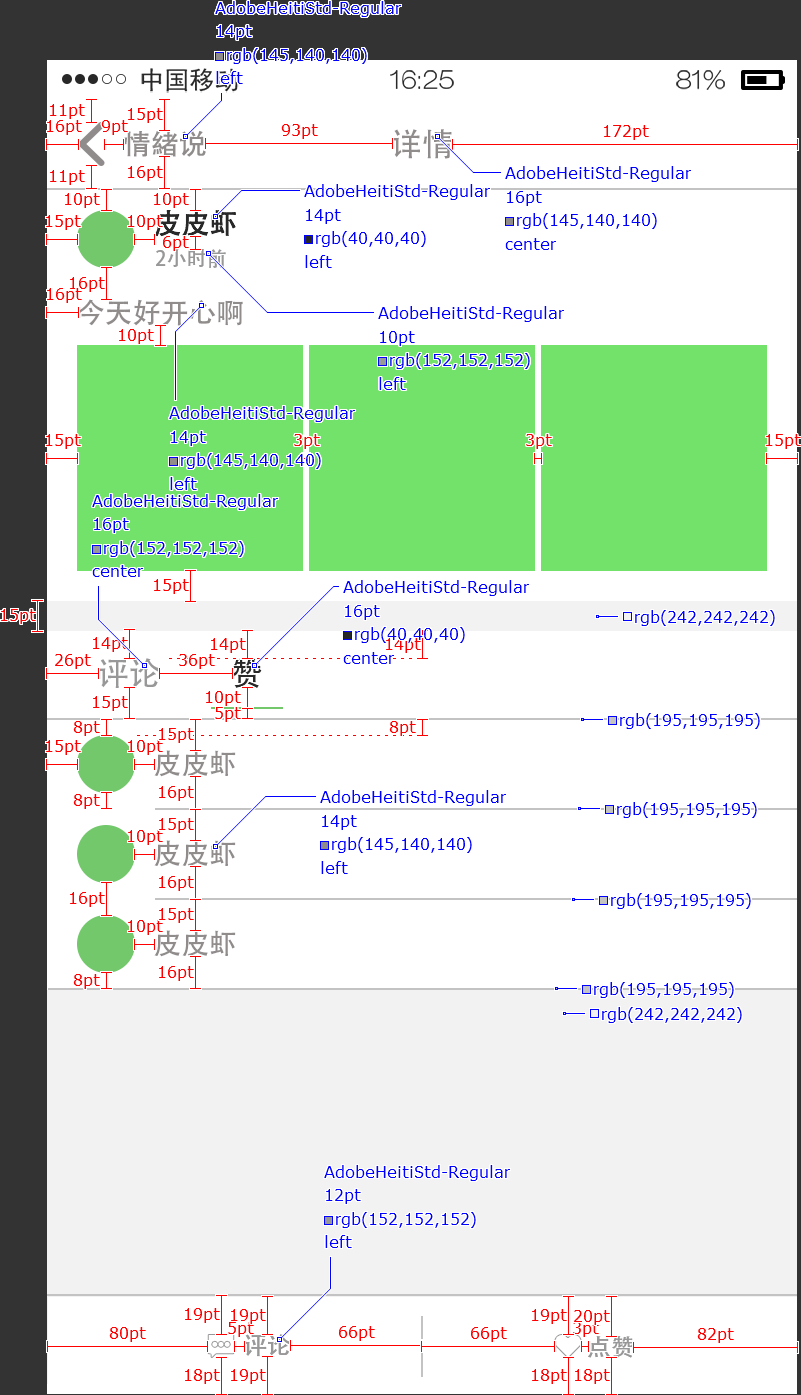 AdobeHeitiStd-Regular
14pt
rgb(145,140,140)
left
中国移动
16:25
81%
11pt
15pt
16pt
9pt
情绪说
93pt
详情
172pt
11pt
16pt
AdobeHeitiStd-Regular
16pt
rgb(145,140,140)
center
10pt
10pt
AdobeHeitiStd-Regular
14pt
rgb(40,40,40)
left
15pt
10pt
皮皮虾
6pt
2小时前
16pt
16pt
今天好开心啊
AdobeHeitiStd-Regular
10pt
rgb(152,152,152)
left
10pt
AdobeHeitiStd-Regular
14pt
rgb(145,140,140)
left
15pt
3pt
3pt
15pt
AdobeHeitiStd-Regular
16pt
rgb(152,152,152)
center
15pt
AdobeHeitiStd-Regular
16pt
rgb(40,40,40)
center
15pt
rgb(242,242,242)
14pt
14pt
14pt
26pt
评论
36pt
赞
15pt
10pt
5pt
rgb(195,195,195)
8pt
15pt
8pt
15pt
10pt
皮皮虾
8pt
16pt
AdobeHeitiStd-Regular
14pt
rgb(145,140,140)
left
rgb(195,195,195)
15pt
10pt
皮皮虾
16pt
16pt
rgb(195,195,195)
15pt
10pt
皮皮虾
8pt
16pt
rgb(195,195,195)
rgb(242,242,242)
AdobeHeitiStd-Regular
12pt
rgb(152,152,152)
left
19pt
19pt
19pt
20pt
80pt
5pt
评论
66pt
66pt
3pt
点赞
82pt
18pt
19pt
18pt
18pt